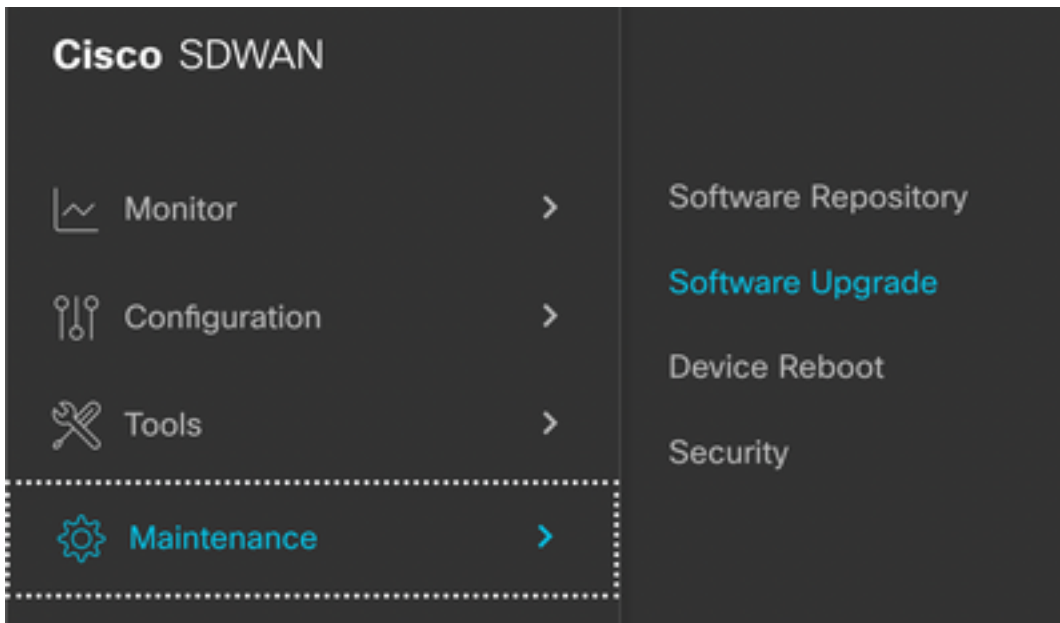 Cisco SDWAN
Monitor
Configuration
Tools
Maintenance
Software Repository
Software Upgrade
Device Reboot
Security